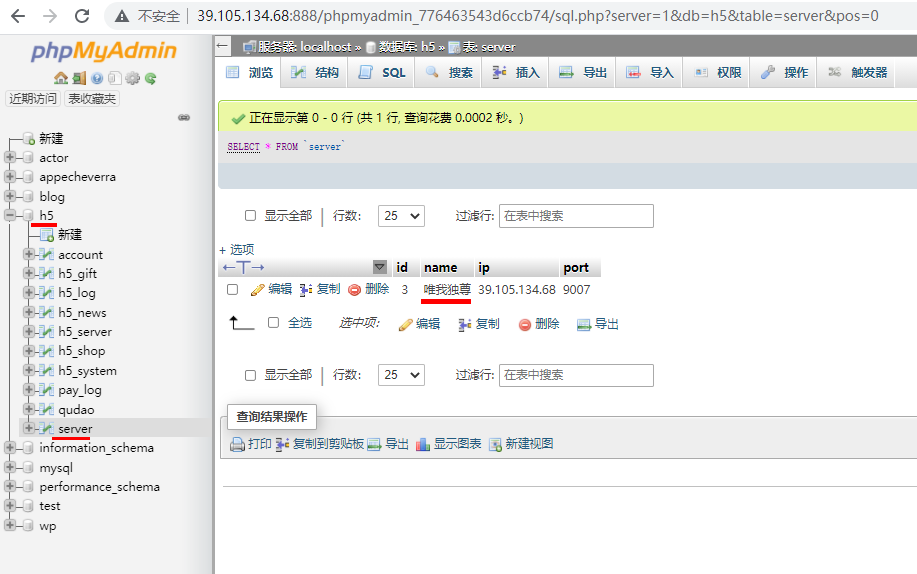 不安全 39.105.134.68:888/phpmyadmin_776463543d6ccb74/sql.php?server=1&db=h5&table=server&pos=0
phpMyAdmin
近期访问 表收藏夹
新建
actor
appecheverra
blog
h5
新建
account
h5_gift
h5_log
h5_news
h5_server
h5_shop
h5_system
pay_log
qudao
server
information_schema
mysql
performance_schema
test
wp
服务器: localhost » 数据库: h5 » 表: server
浏览 结构 SQL 搜索 插入 导出 导入 权限 操作 触发器
正在显示第 0 - 0 行 (共 1 行, 查询花费 0.0002 秒。)
SELECT * FROM `server`
显示全部 行数: 25 过滤行: 在表中搜索
+ 选项
←T→ id name ip port
编辑 复制 删除 3 唯我独尊 39.105.134.68 9007
全选 选中项: 编辑 复制 删除 导出
显示全部 行数: 25 过滤行: 在表中搜索
查询结果操作
打印 复制到剪贴板 导出 显示图表 新建视图